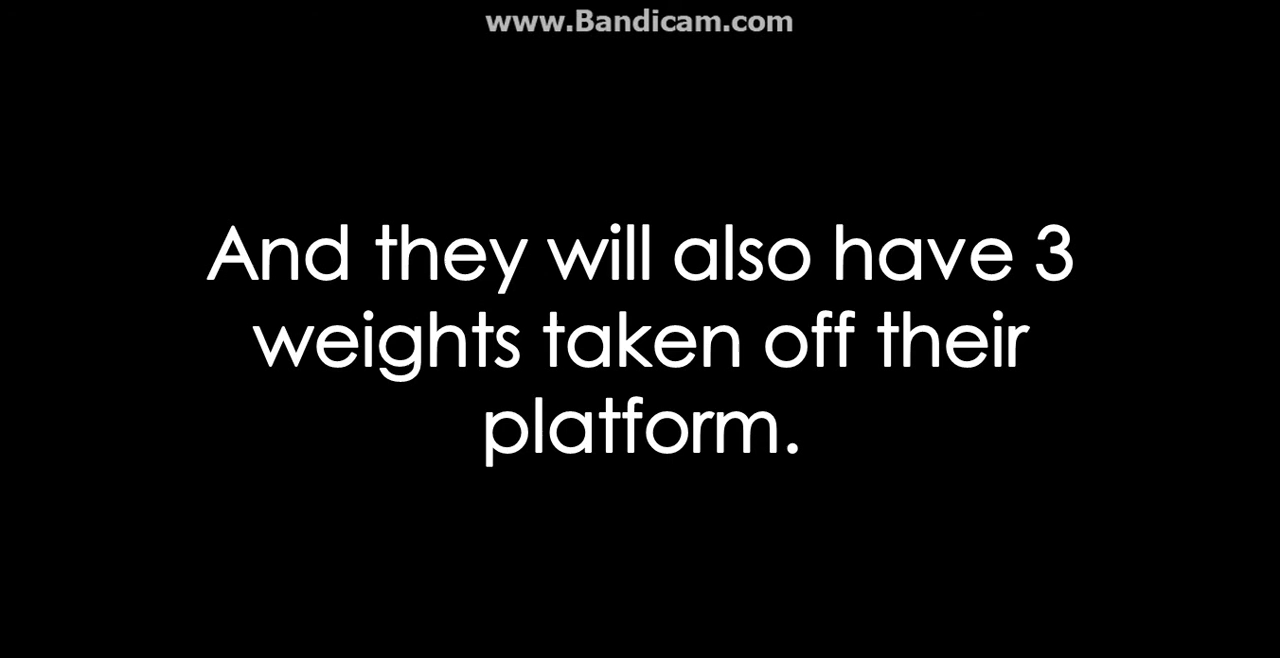 www.Bandicam.com
And they will also have 3
weights taken off their
platform.